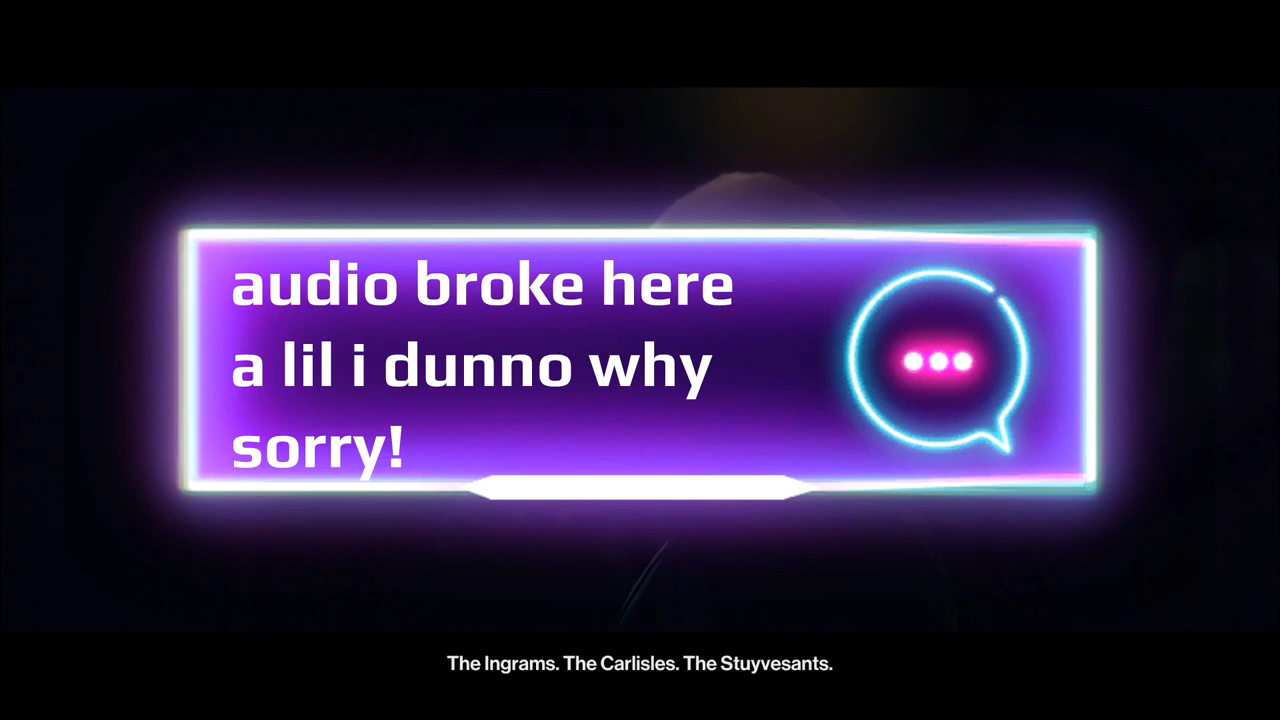 audio broke here
a lil i dunno why
sorry!
The Ingrams. The Carlisles. The Stuyvesants.